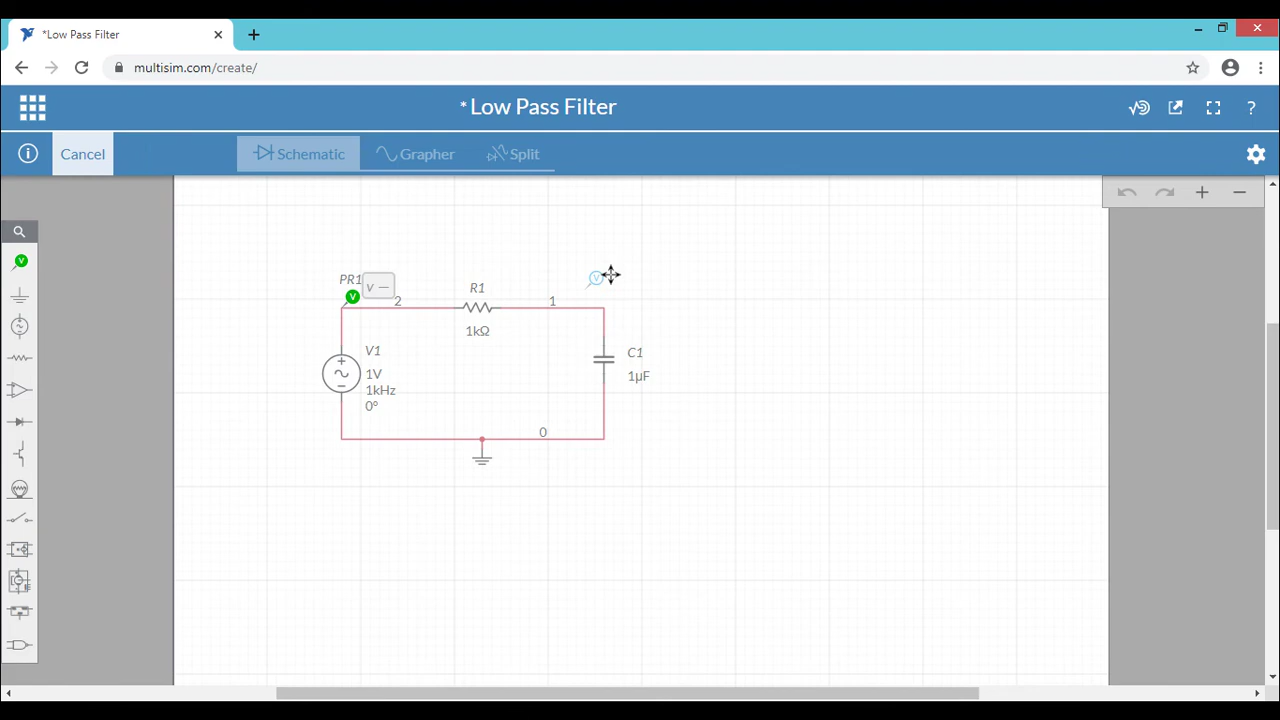 *Low Pass Filter
multisim.com/create/
* Low Pass Filter
?
Cancel
Schematic
Grapher
Split
PR1
V
v —
2
R1
1kΩ
1
V
V1
1V
1kHz
0°
C1
1μF
0
V